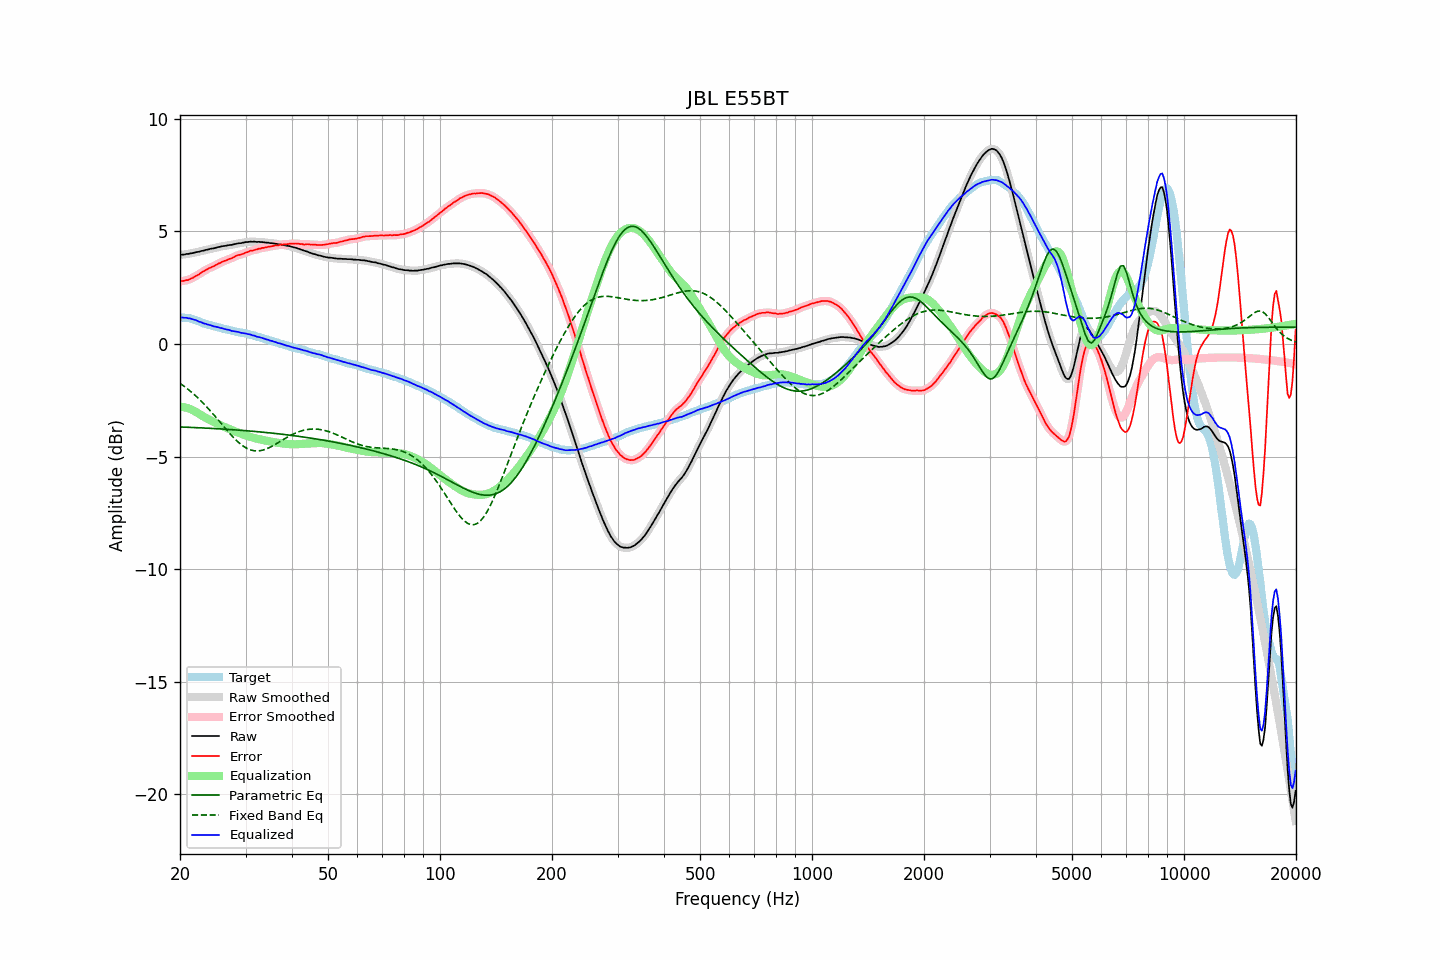 JBL E55BT
Amplitude (dBr)
10
5
0
−5
−10
−15
−20
Target
Raw Smoothed
Error Smoothed
Raw
Error
Equalization
Parametric Eq
Fixed Band Eq
Equalized
20 50 100 200 500 1000 2000 5000 10000 20000
Frequency (Hz)